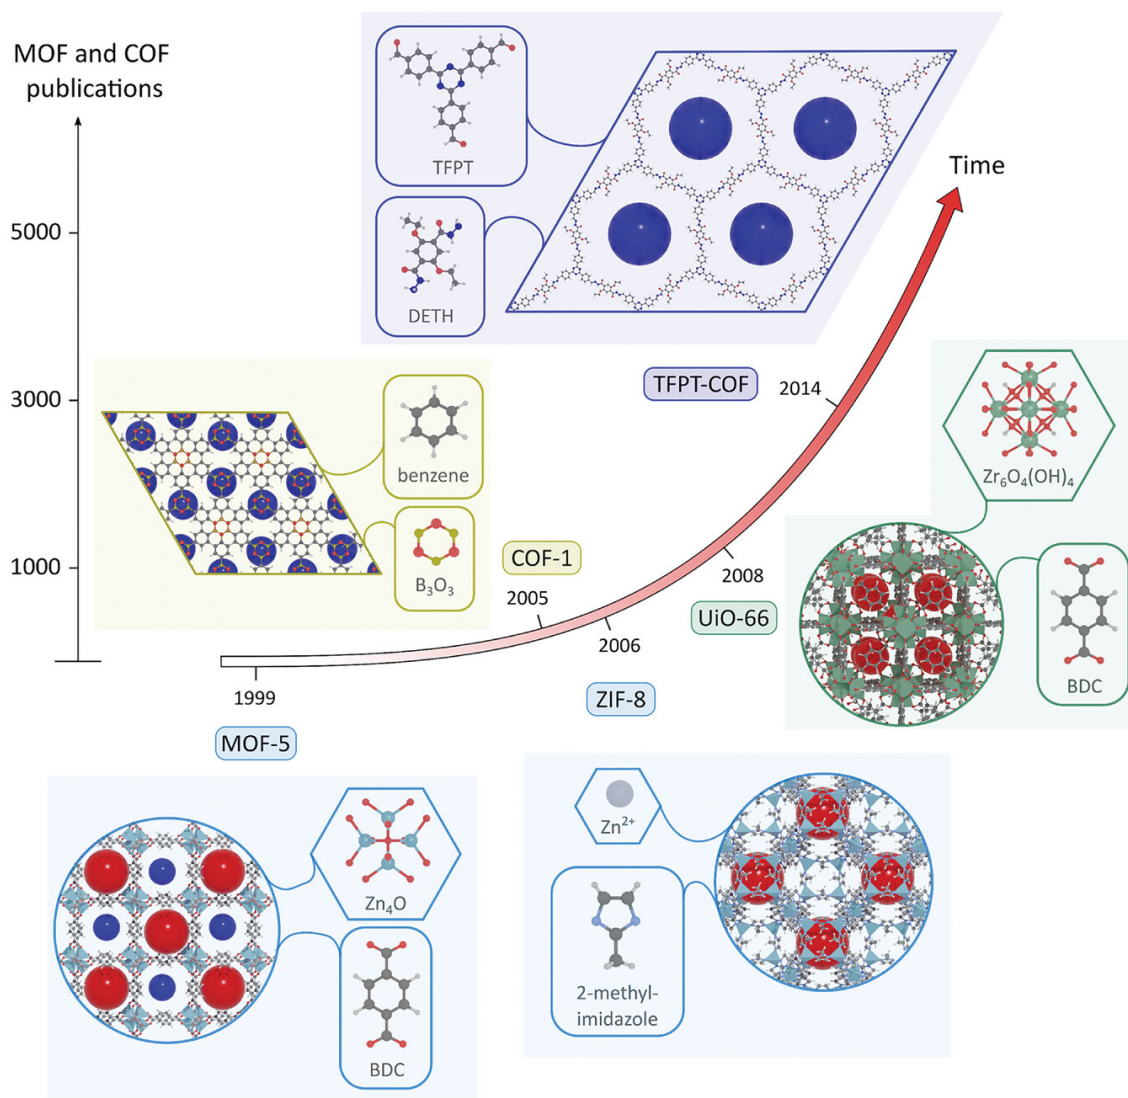 MOF and COF
publications
5000
3000
1000
Time
TFPT
DETH
TFPT-COF
2014
benzene
B₃O₃
COF-1
2005
2008
2006
1999
UiO-66
Zr₆O₄(OH)₄
BDC
MOF-5
ZIF-8
Zn₄O
BDC
Zn²⁺
2-methyl-
imidazole